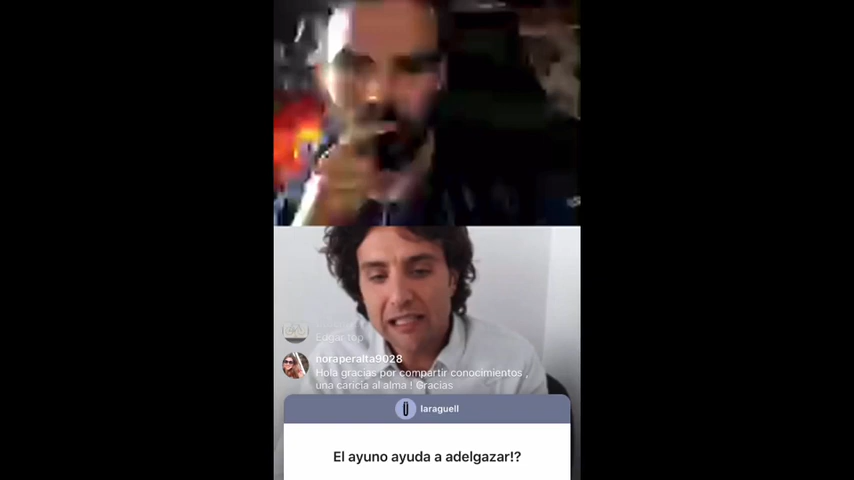 Edgar top
noraperalta9028
Hola gracias por compartir conocimientos ,
una caricia al alma ! Gracias
laraguell
El ayuno ayuda a adelgazar!?